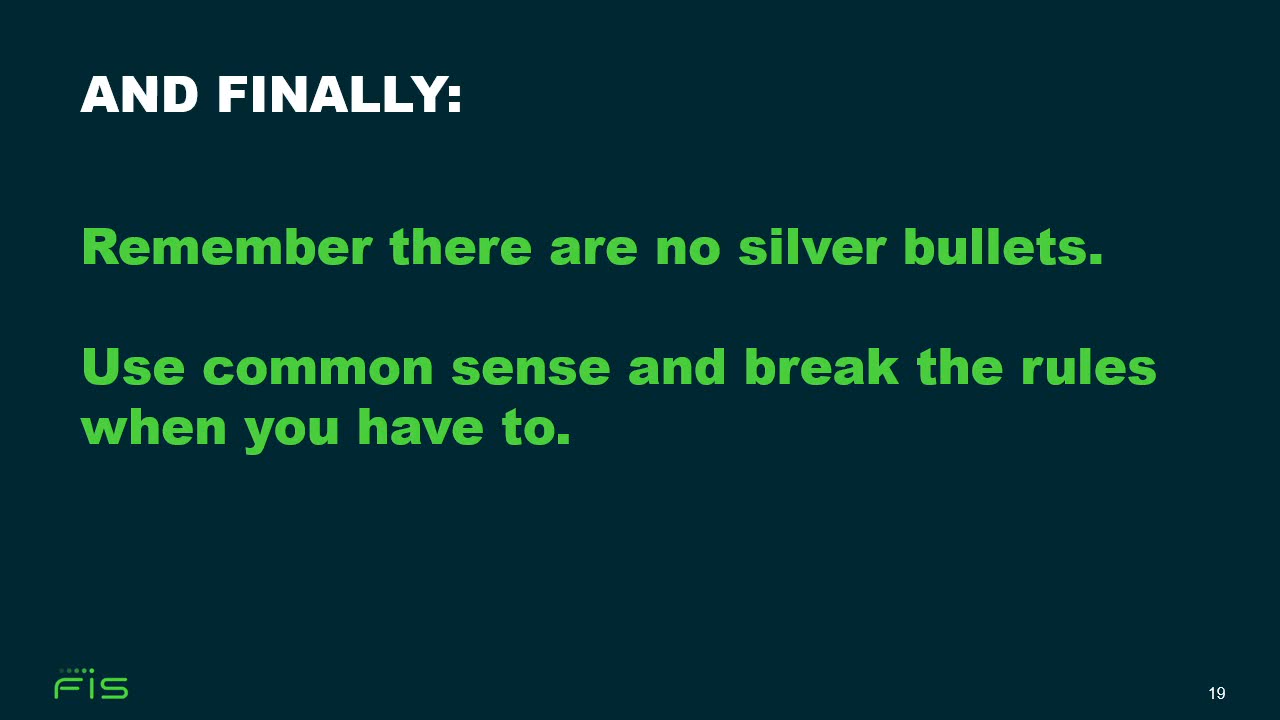 AND FINALLY:
Remember there are no silver bullets.
Use common sense and break the rules
when you have to.
FIS
19